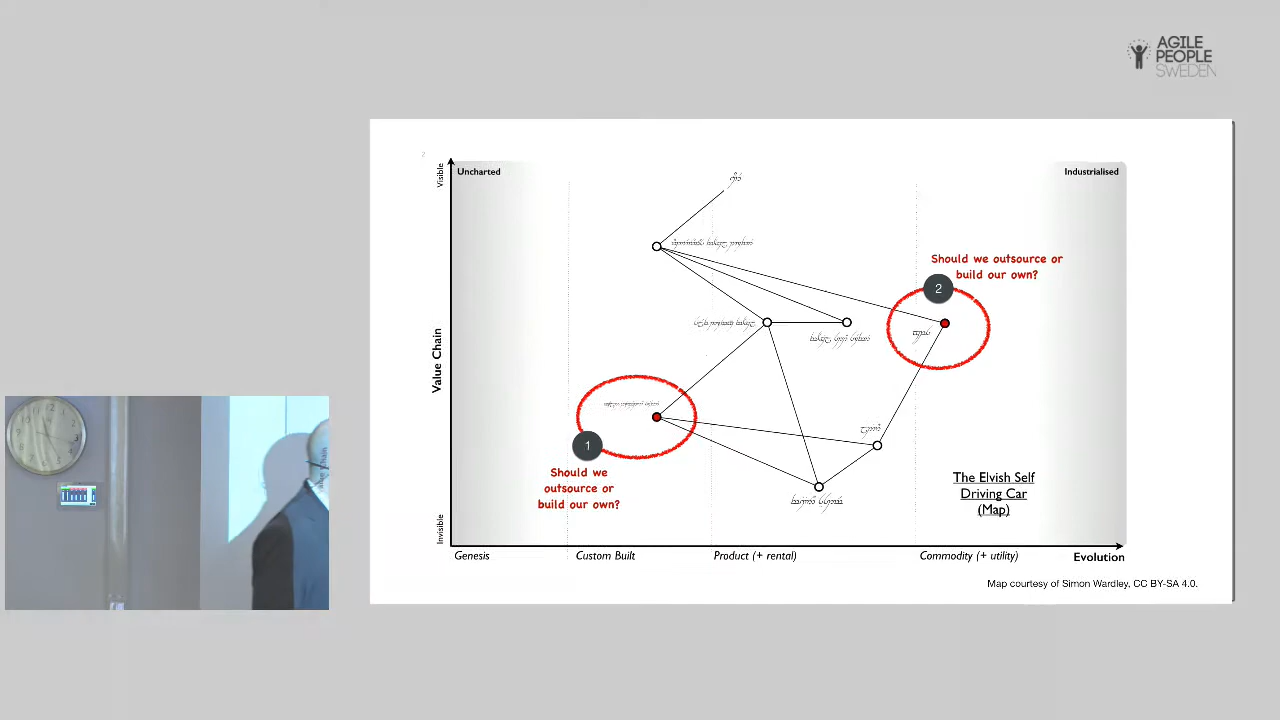 AGILE
PEOPLE
SWEDEN
2
Visible
Uncharted
Industrialised
Should we outsource or
build our own?
2
Value Chain
1
Should we
outsource or
build our own?
The Elvish Self
Driving Car
(Map)
Invisible
Genesis
Custom Built
Product (+ rental)
Commodity (+ utility)
Evolution
Map courtesy of Simon Wardley, CC BY-SA 4.0.